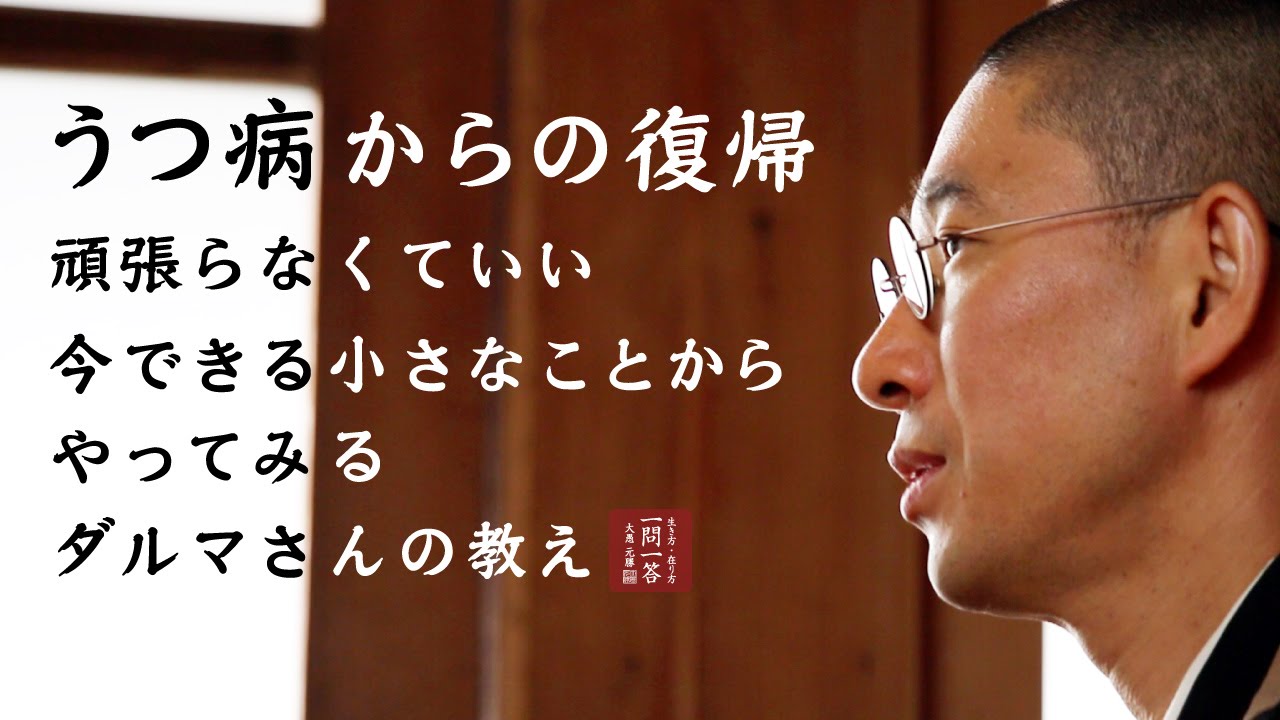 うつ病からの復帰
頑張らなくていい
今できる小さなことから
やってみる
ダルマさんの教え
生き方・在り方
一問一答
大愚 元勝